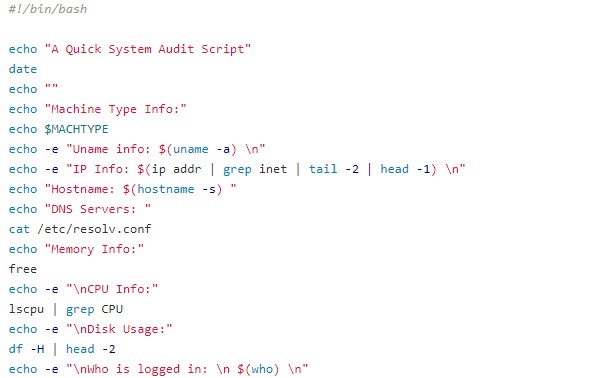 #!/bin/bash
echo "A Quick System Audit Script"
date
echo ""
echo "Machine Type Info:"
echo $MACHTYPE
echo -e "Uname info: $(uname -a) \n"
echo -e "IP Info: $(ip addr | grep inet | tail -2 | head -1) \n"
echo "Hostname: $(hostname -s) "
echo "DNS Servers: "
cat /etc/resolv.conf
echo "Memory Info:"
free
echo -e "\nCPU Info:"
lscpu | grep CPU
echo -e "\nDisk Usage:"
df -H | head -2
echo -e "\nWho is logged in: \n $(who) \n"